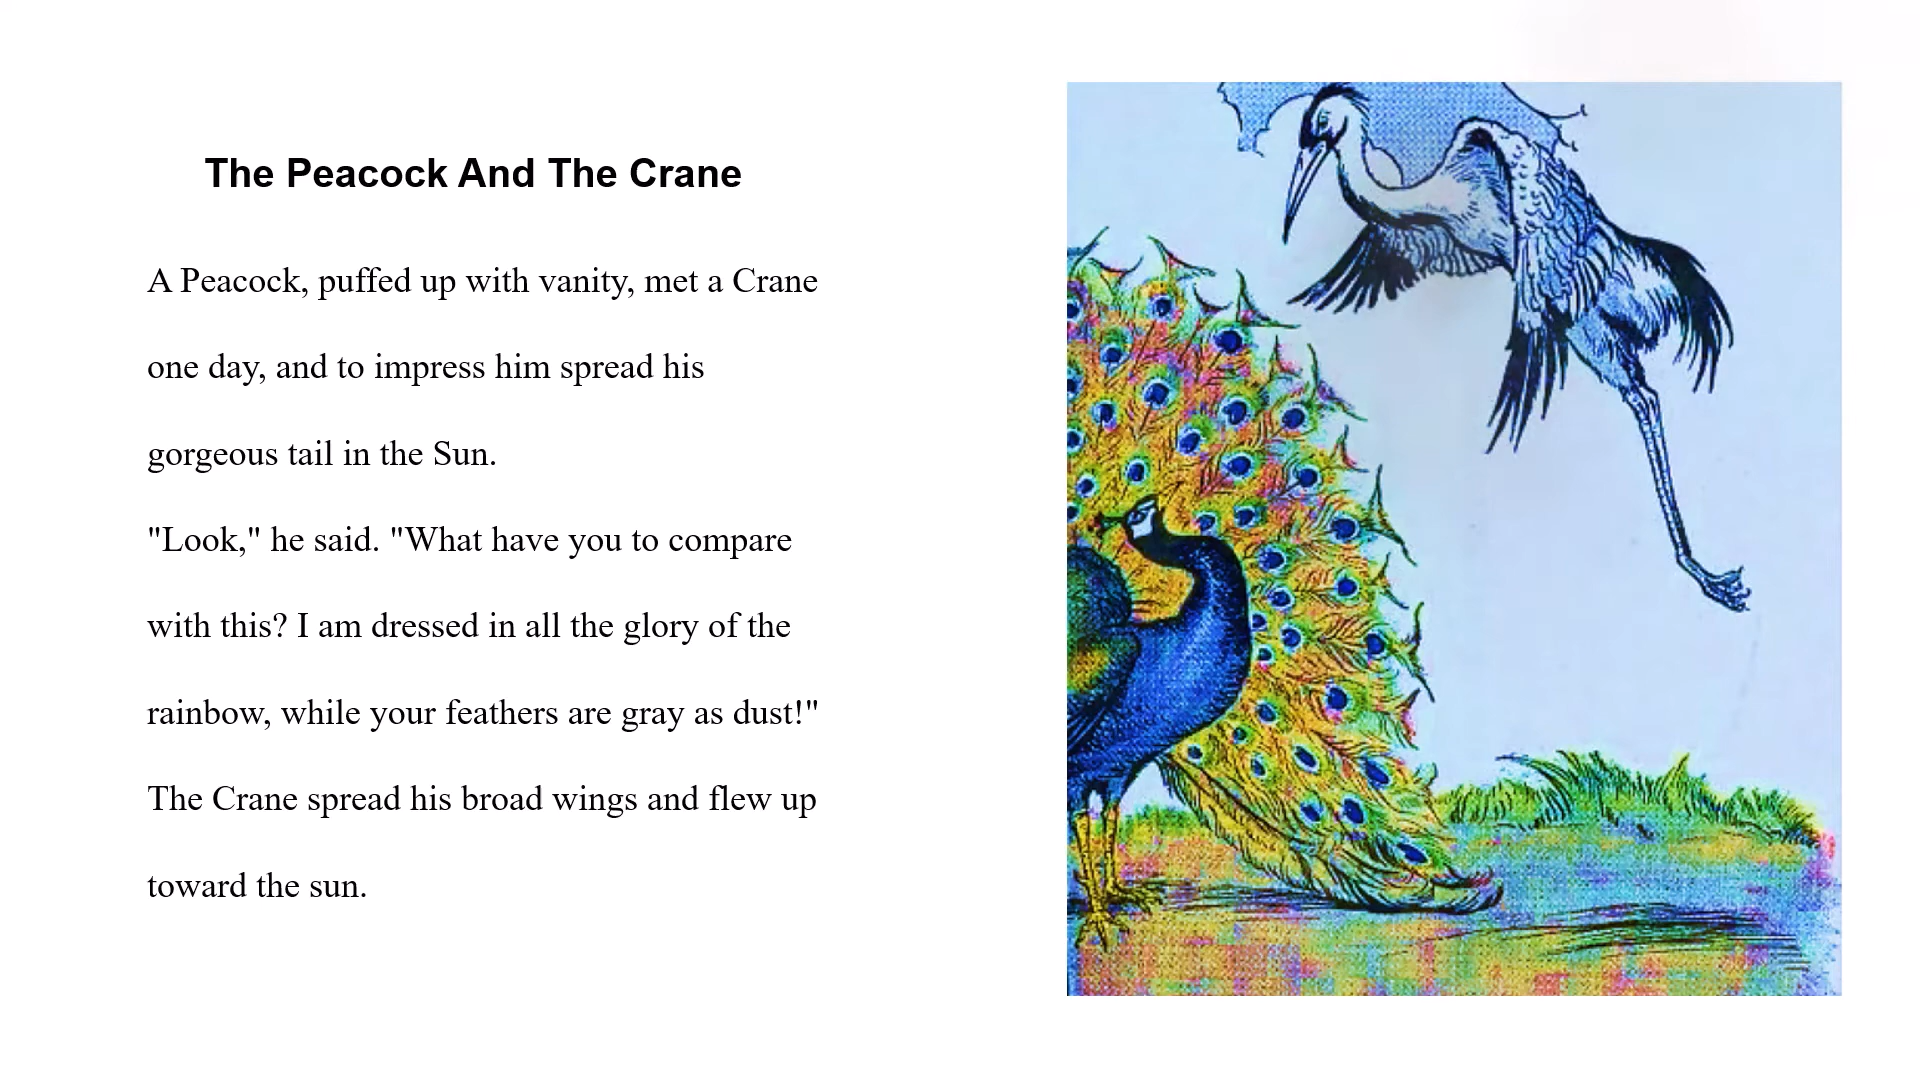 The Peacock And The Crane
A Peacock, puffed up with vanity, met a Crane
one day, and to impress him spread his
gorgeous tail in the Sun.
"Look," he said. "What have you to compare
with this? I am dressed in all the glory of the
rainbow, while your feathers are gray as dust!"
The Crane spread his broad wings and flew up
toward the sun.